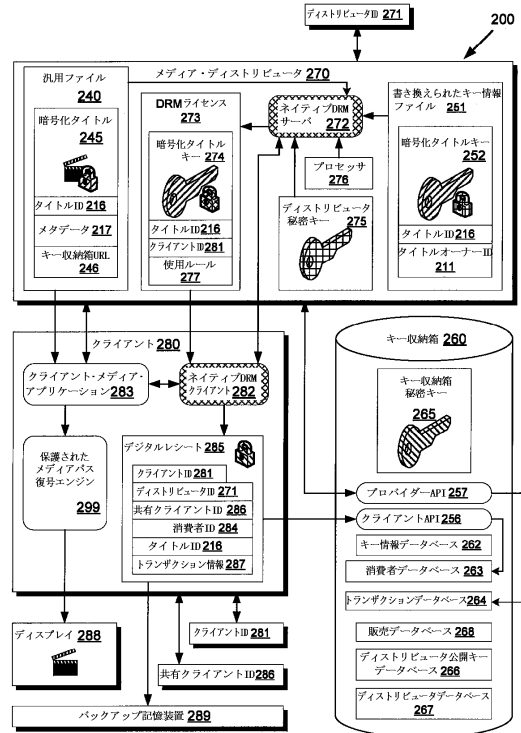 ディストリビュータID 271
200
メディア・ディストリビュータ 270
汎用ファイル
240
暗号化タイトル
245
タイトルID 216
メタデータ 217
キー収納箱URL
246
DRMライセンス
273
暗号化タイトル
キー 274
タイトルID 216
クライアントID 281
使用ルール
277
ネイティブDRM
サーバ 272
プロセッサ
276
ディストリビュータ
秘密キー 275
書き換えられたキー情報
ファイル 251
暗号化タイトルキー
252
タイトルID 216
タイトルオーナーID
211
クライアント 280
クライアント・メディア・
アプリケーション 283
ネイティブDRM
クライアント 282
保護された
メディアパス
復号エンジン
299
デジタルレシート 285
クライアントID 281
ディストリビュータID 271
共有クライアントID 286
消費者ID 284
タイトルID 216
トランザクション情報 287
ディスプレイ 288
クライアントID 281
共有クライアントID 286
バックアップ記憶装置 289
キー収納箱 260
キー収納箱
秘密キー
265
プロバイダーAPI 257
クライアントAPI 256
キー情報データベース 262
消費者データベース 263
トランザクションデータベース 264
販売データベース 268
ディストリビュータ公開キー
データベース 266
ディストリビュータデータベース
267